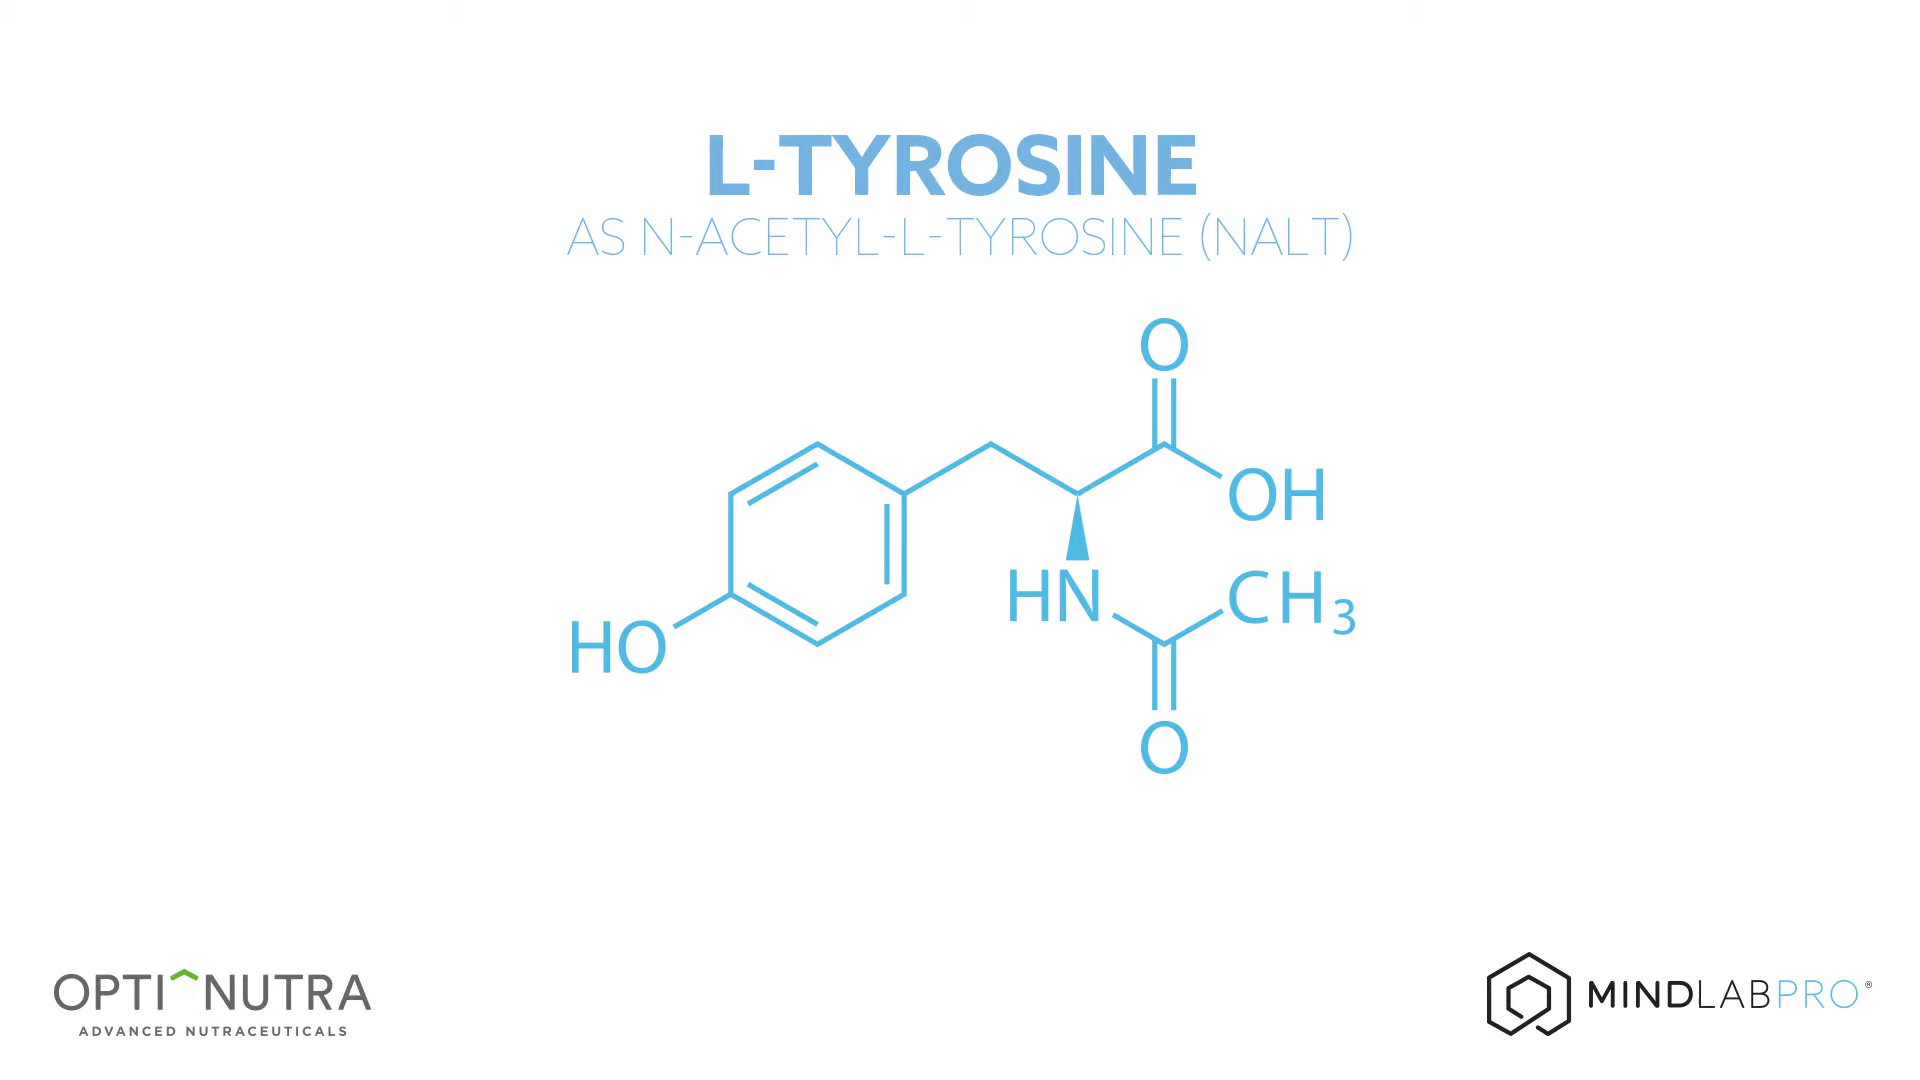 L-TYROSINE
AS N-ACETYL-L-TYROSINE (NALT)
O
OH
HN
CH3
HO
O
OPTI NUTRA
ADVANCED NUTRACEUTICALS
MINDLABPRO®